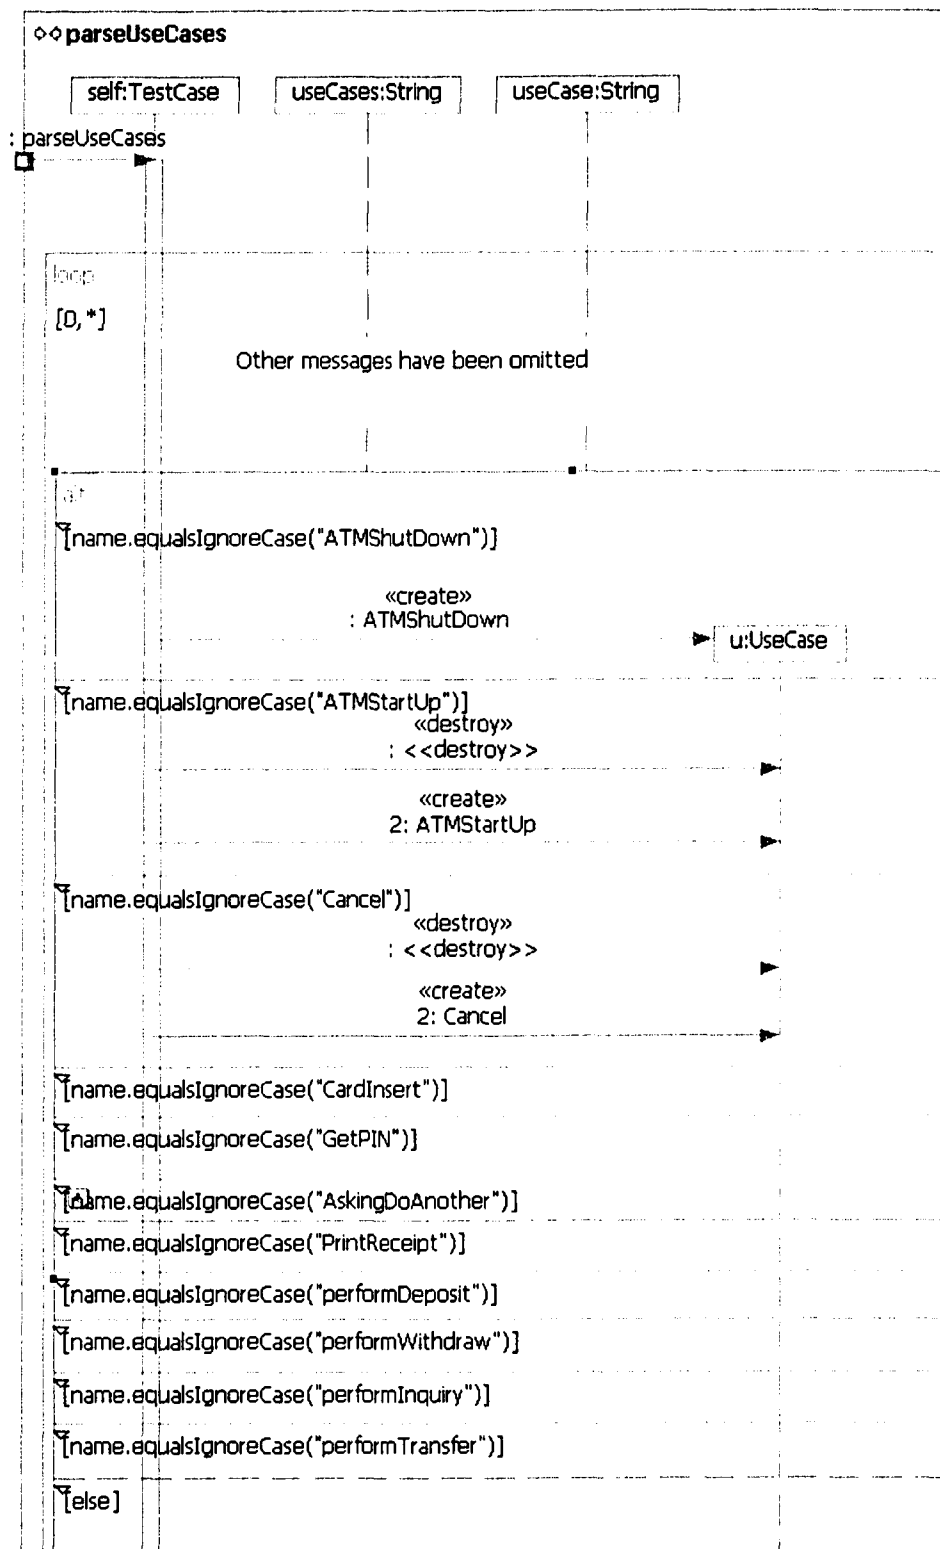 parseUseCases
self:TestCase
useCases:String
useCase:String
: parseUseCases
loop
[0,*]
Other messages have been omitted
alt
[name.equalsIgnoreCase("ATMShutDown")]
«create»
: ATMShutDown
u:UseCase
[name.equalsIgnoreCase("ATMStartUp")]
«destroy»
: <<destroy>>
«create»
2: ATMStartUp
[name.equalsIgnoreCase("Cancel")]
«destroy»
: <<destroy>>
«create»
2: Cancel
[name.equalsIgnoreCase("CardInsert")]
[name.equalsIgnoreCase("GetPIN")]
[name.equalsIgnoreCase("AskingDoAnother")]
[name.equalsIgnoreCase("PrintReceipt")]
[name.equalsIgnoreCase("performDeposit")]
[name.equalsIgnoreCase("performWithdraw")]
[name.equalsIgnoreCase("performInquiry")]
[name.equalsIgnoreCase("performTransfer")]
[else]